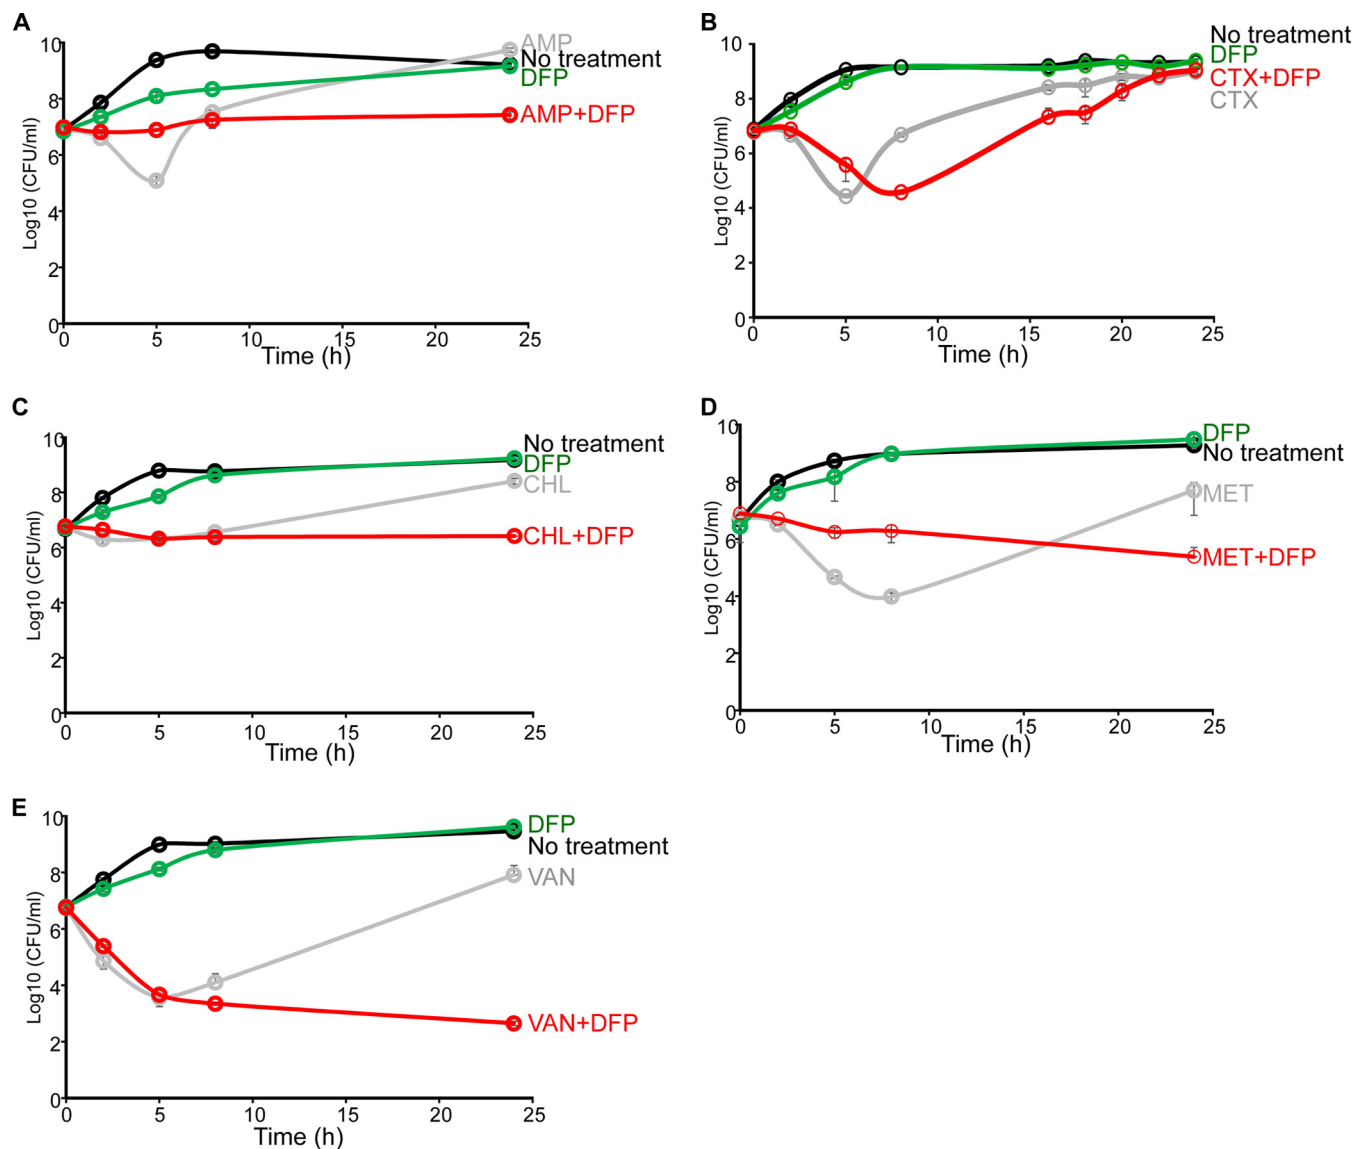 A
Log10 (CFU/ml)
10
8
6
4
2
0
0 5 10 15 20 25
Time (h)
AMP
No treatment
DFP
AMP+DFP
B
Log10 (CFU/ml)
10
8
6
4
2
0
0 5 10 15 20 25
Time (h)
No treatment
DFP
CTX+DFP
CTX
C
Log10 (CFU/ml)
10
8
6
4
2
0
0 5 10 15 20 25
Time (h)
No treatment
DFP
CHL
CHL+DFP
D
Log10 (CFU/ml)
10
8
6
4
2
0
0 5 10 15 20 25
Time (h)
DFP
No treatment
MET
MET+DFP
E
Log10 (CFU/ml)
10
8
6
4
2
0
0 5 10 15 20 25
Time (h)
DFP
No treatment
VAN
VAN+DFP